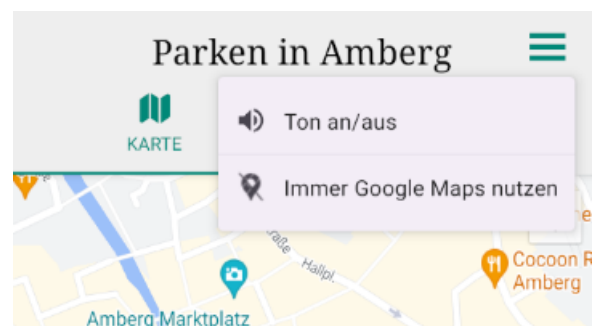 Parken in Amberg
KARTE
Ton an/aus
Immer Google Maps nutzen
Hallpl.
Cocoon R
Amberg
Amberg Marktplatz